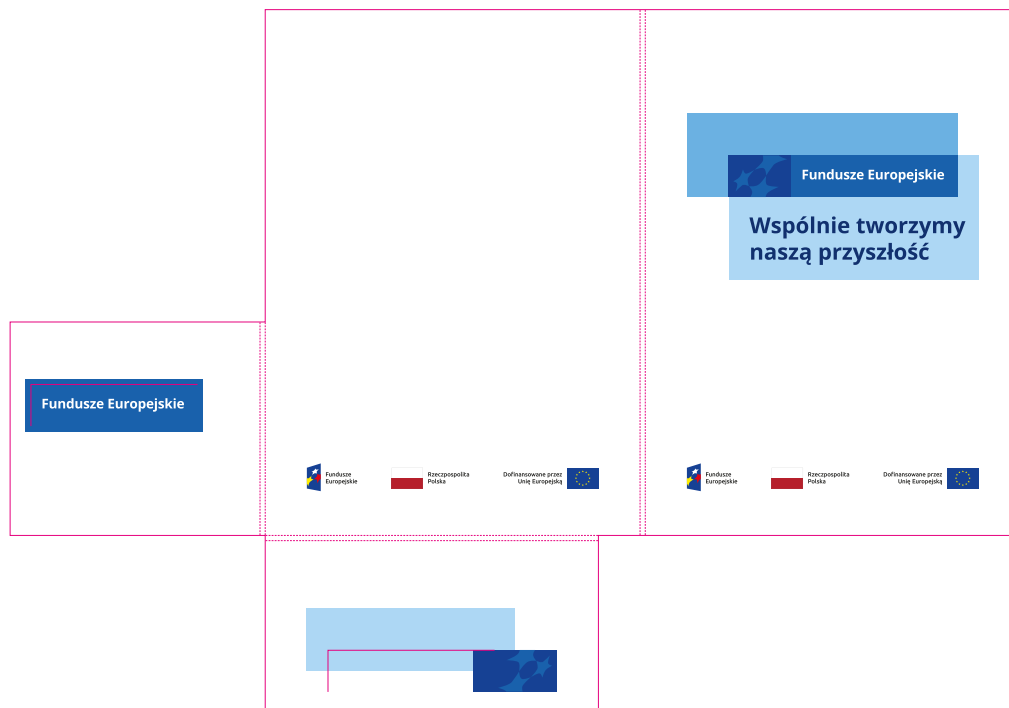 Fundusze Europejskie
Wspólnie tworzymy
naszą przyszłość
Fundusze Europejskie
Fundusze
Europejskie
Rzeczpospolita
Polska
Dofinansowane przez
Unię Europejską
Fundusze
Europejskie
Rzeczpospolita
Polska
Dofinansowane przez
Unię Europejską